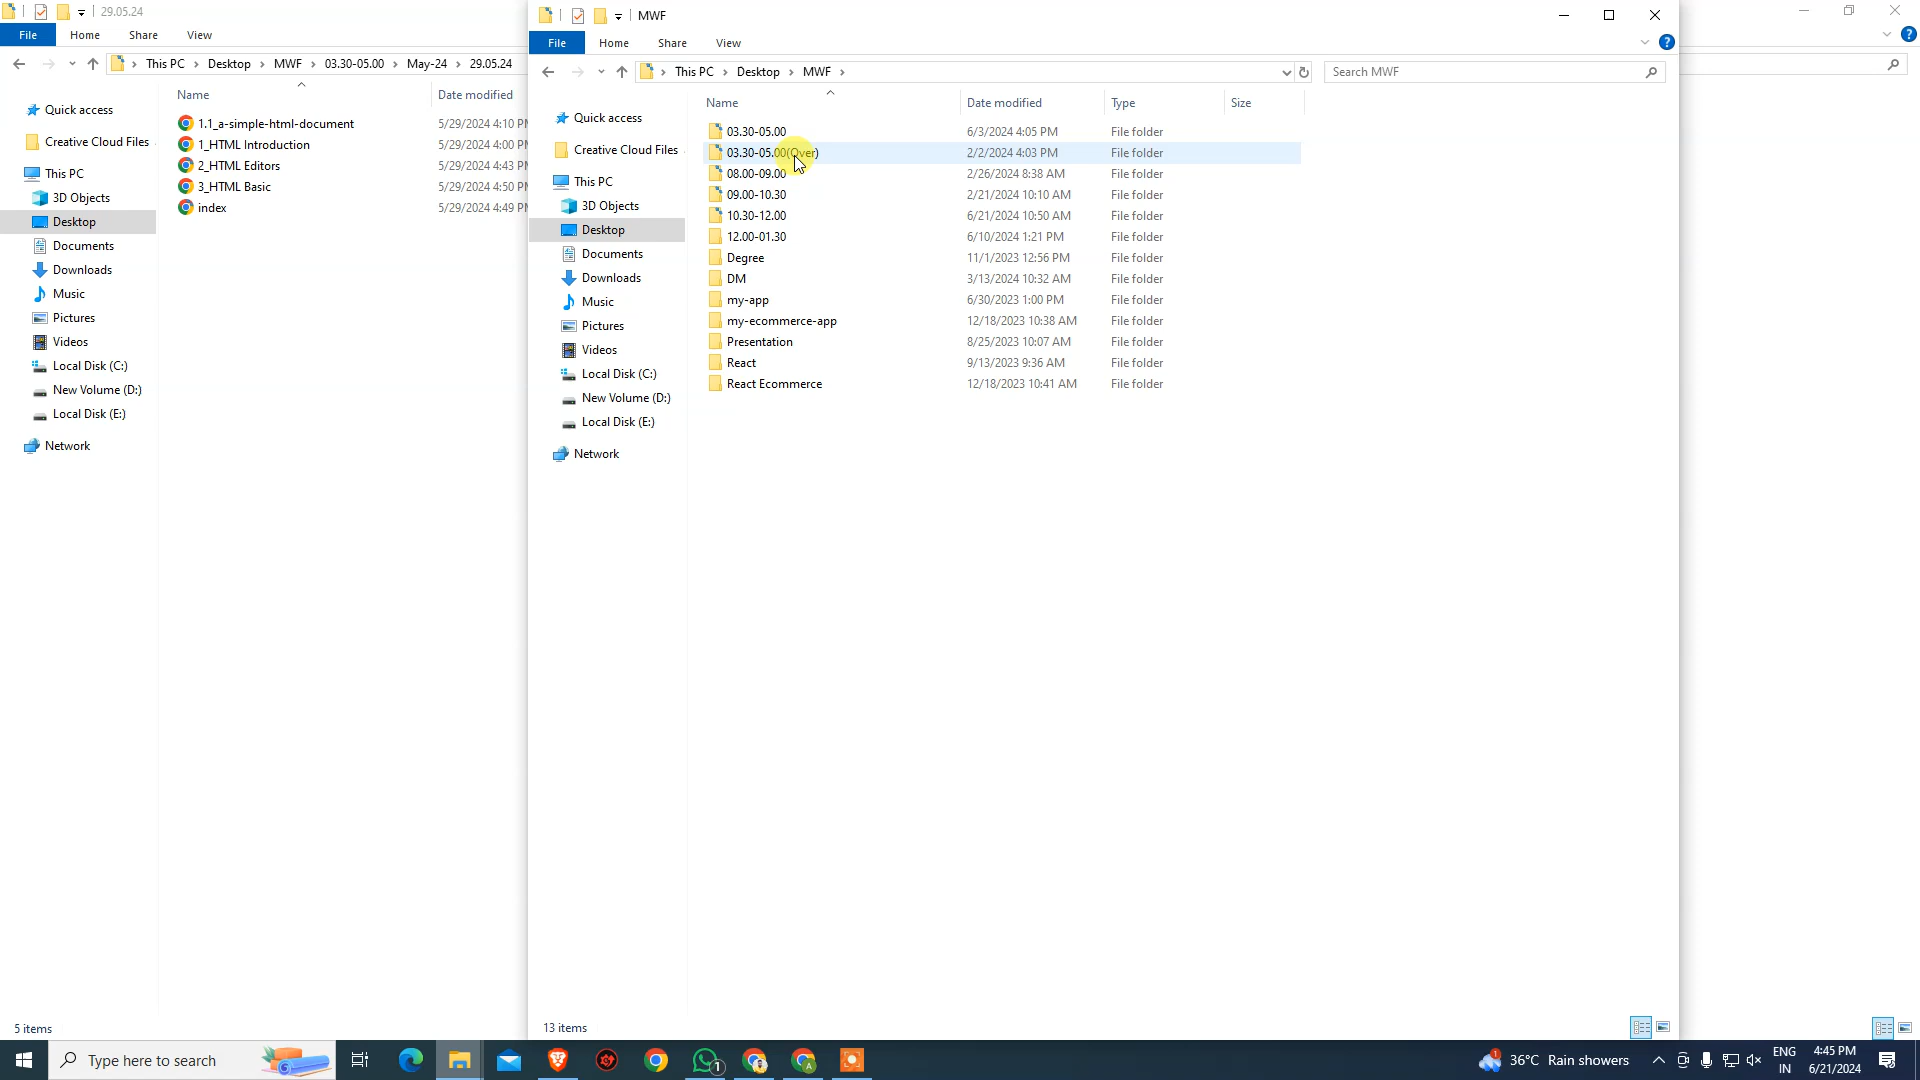 29.05.24
File Home Share View
This PC Desktop MWF 03.30-05.00 May-24 29.05.24
Name Date modified
Quick access
Creative Cloud Files
This PC
3D Objects
Desktop
Documents
Downloads
Music
Pictures
Videos
Local Disk (C:)
New Volume (D:)
Local Disk (E:)
Network
1.1_a-simple-html-document 5/29/2024 4:10 PM
1_HTML Introduction 5/29/2024 4:00 PM
2_HTML Editors 5/29/2024 4:43 PM
3_HTML Basic 5/29/2024 4:50 PM
index 5/29/2024 4:49 PM
5 items
MWF
File Home Share View
This PC Desktop MWF
Search MWF
Name Date modified Type Size
Quick access
Creative Cloud Files
This PC
3D Objects
Desktop
Documents
Downloads
Music
Pictures
Videos
Local Disk (C:)
New Volume (D:)
Local Disk (E:)
Network
03.30-05.00 6/3/2024 4:05 PM File folder
03.30-05.00(Over) 2/2/2024 4:03 PM File folder
08.00-09.00 2/26/2024 8:38 AM File folder
09.00-10.30 2/21/2024 10:10 AM File folder
10.30-12.00 6/21/2024 10:50 AM File folder
12.00-01.30 6/10/2024 1:21 PM File folder
Degree 11/1/2023 12:56 PM File folder
DM 3/13/2024 10:32 AM File folder
my-app 6/30/2023 1:00 PM File folder
my-ecommerce-app 12/18/2023 10:38 AM File folder
Presentation 8/25/2023 10:07 AM File folder
React 9/13/2023 9:36 AM File folder
React Ecommerce 12/18/2023 10:41 AM File folder
13 items
Type here to search
1
36°C Rain showers
ENG
IN
4:45 PM
6/21/2024